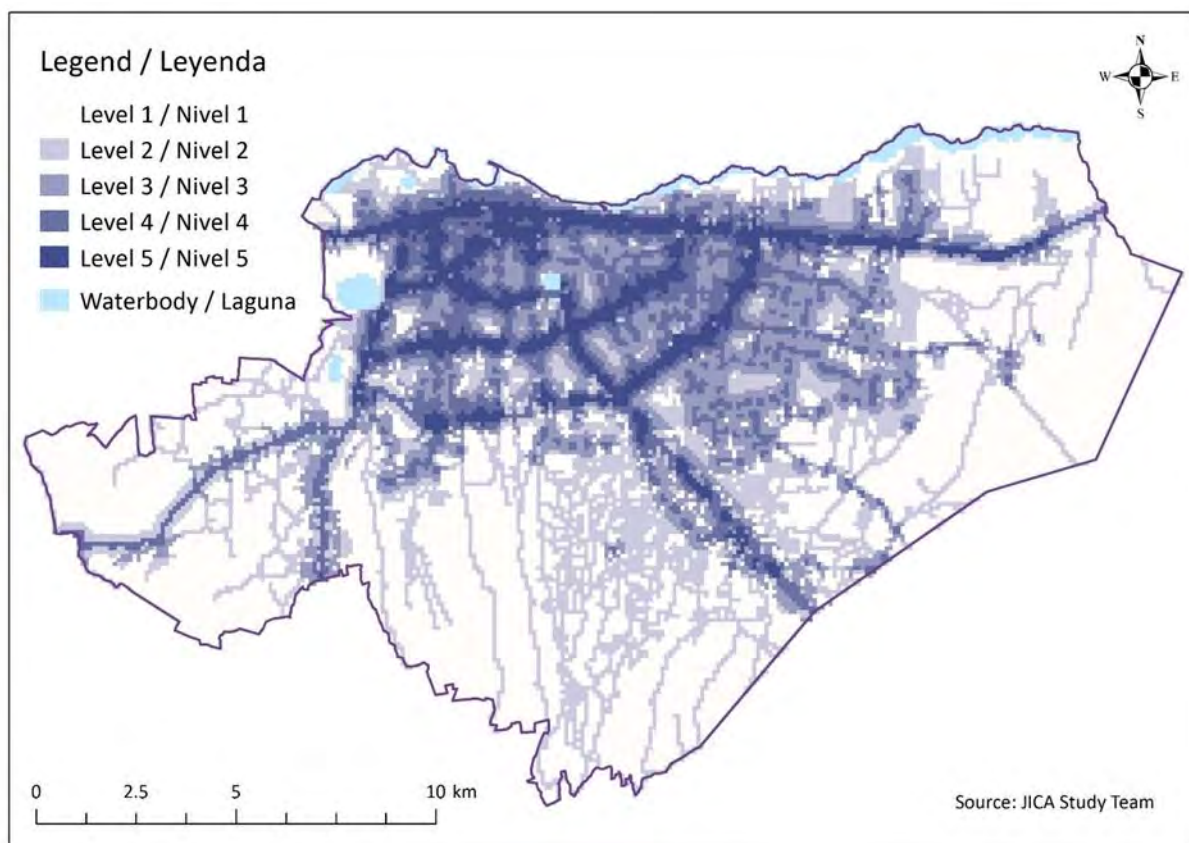 Legend / Leyenda
Level 1 / Nivel 1
Level 2 / Nivel 2
Level 3 / Nivel 3
Level 4 / Nivel 4
Level 5 / Nivel 5
Waterbody / Laguna
N
W E
S
0 2.5 5 10 km
Source: JICA Study Team